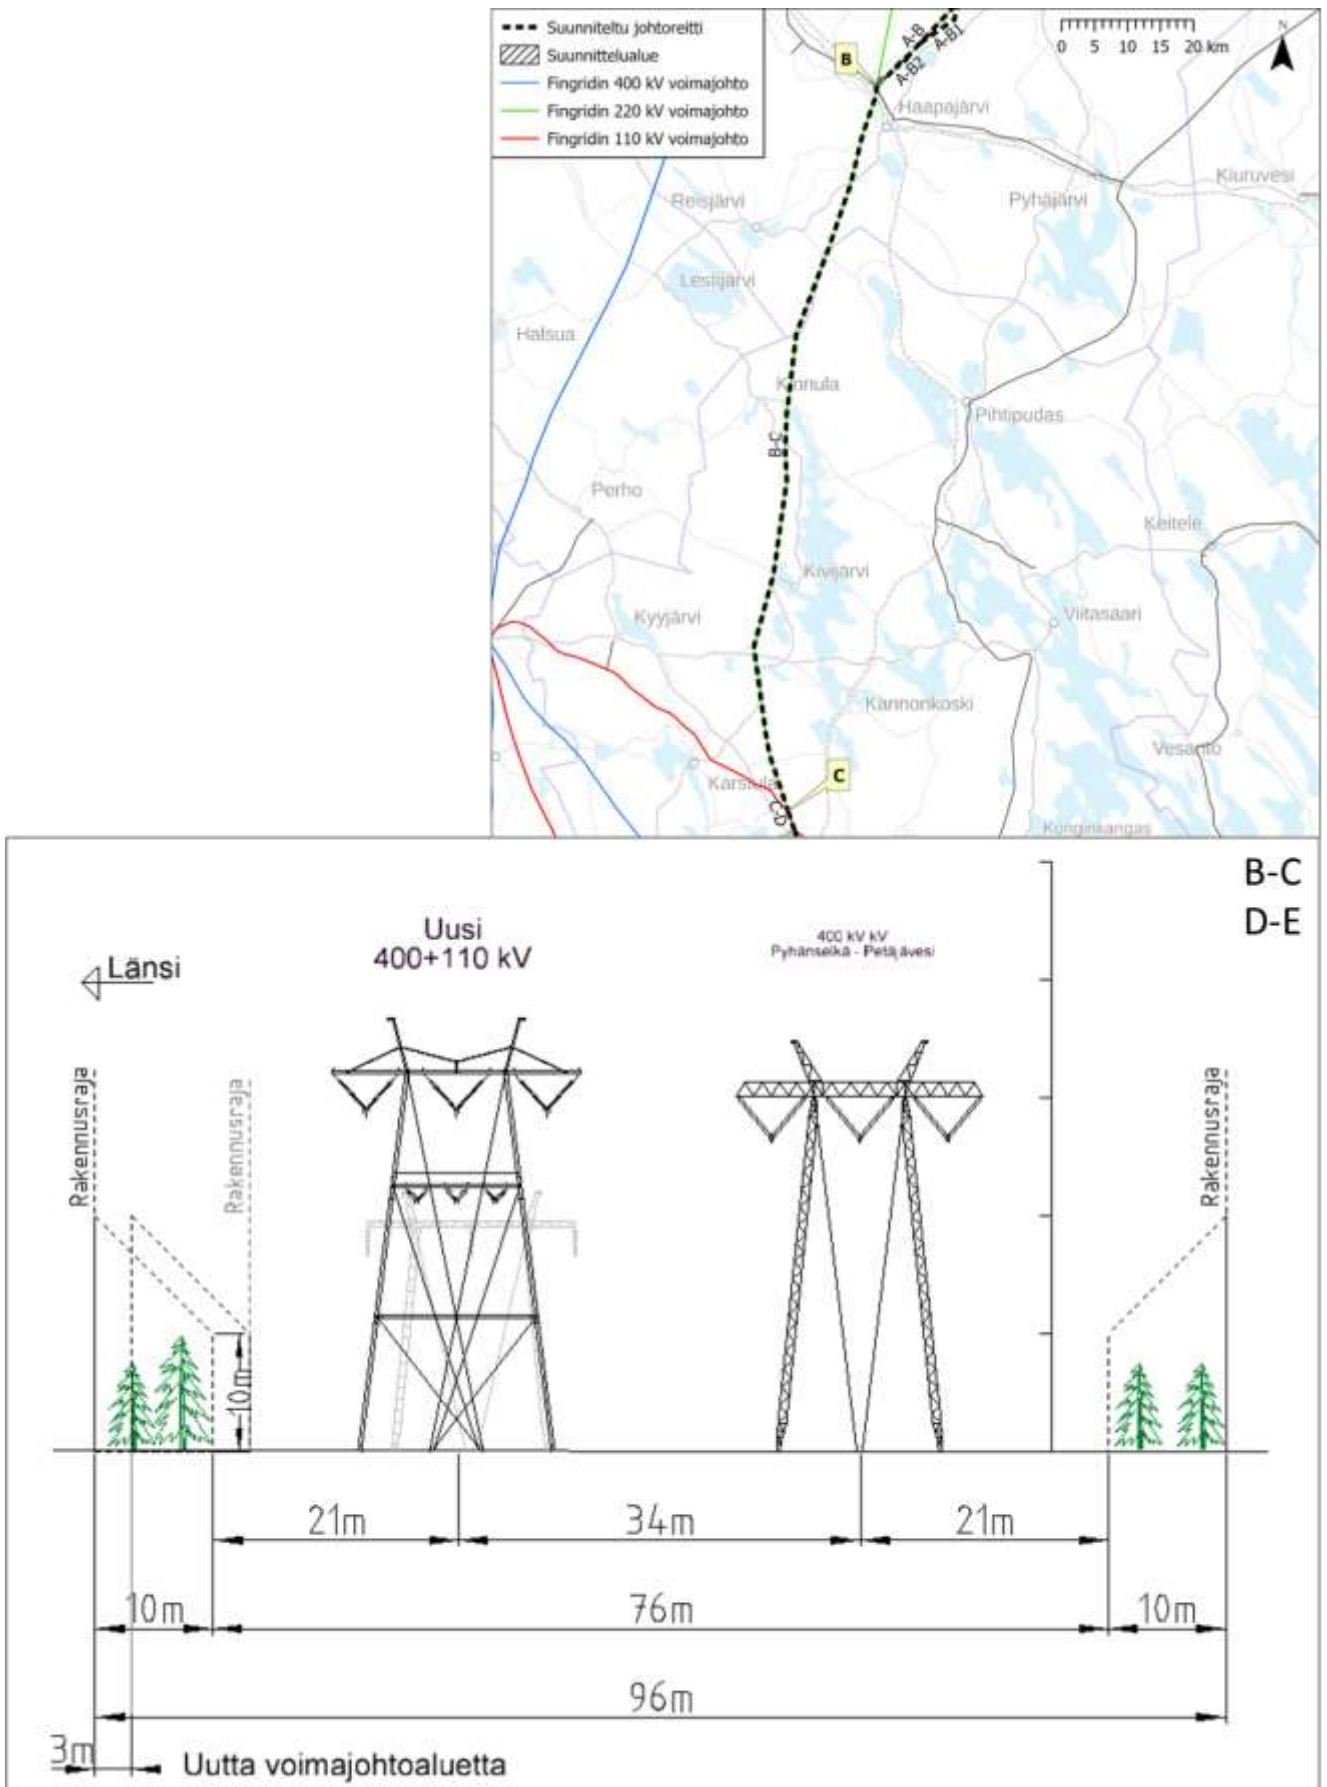 Suunniteltu johtoreitti
Suunnittelualue
Fingridin 400 kV voimajohto
Fingridin 220 kV voimajohto
Fingridin 110 kV voimajohto
0 5 10 15 20 km
N
A-B
A-B1
A-B2
B
Haapajärvi
Kiuruvesi
Reisjärvi
Pyhäjärvi
Lestijärvi
Halsua
Kinnula
Pihtipudas
B-C
Perho
Keitele
Kivijärvi
Kyyjärvi
Viitasaari
Kannonkoski
Vesanto
C
Karstula
C-D
Konginkangas
B-C
D-E
Uusi
400+110 kV
400 kV kV
Pyhänselkä - Petäjävesi
Länsi
Rakennusraja
Rakennusraja
Rakennusraja
10m
21m
34m
21m
10m
76m
10m
96m
3m
Uutta voimajohtoaluetta